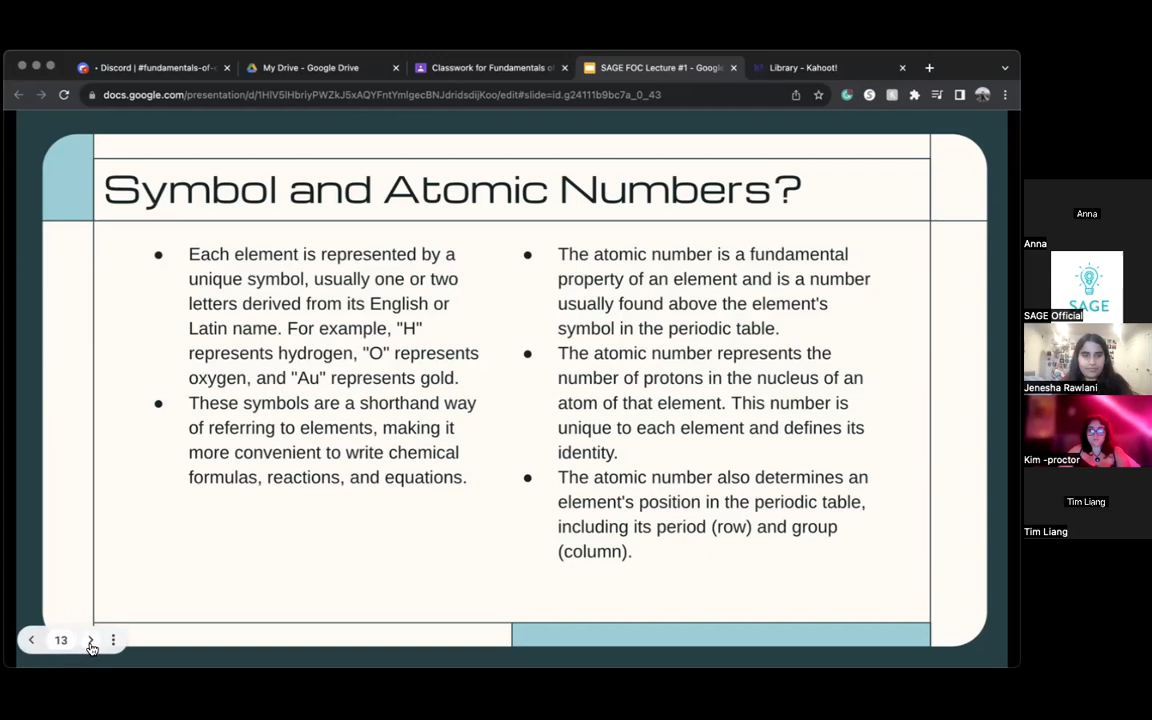 • Discord | #fundamentals-of-
My Drive - Google Drive
Classwork for Fundamentals of
SAGE FOC Lecture #1 - Google
Library - Kahoot!
docs.google.com/presentation/d/1HlV5lHbriyPWZkJ5xAQYFntYmlgecBNJdridsdijKoo/edit#slide=id.g24111b9bc7a_0_43
Symbol and Atomic Numbers?
● Each element is represented by a
unique symbol, usually one or two
letters derived from its English or
Latin name. For example, "H"
represents hydrogen, "O" represents
oxygen, and "Au" represents gold.
● These symbols are a shorthand way
of referring to elements, making it
more convenient to write chemical
formulas, reactions, and equations.
● The atomic number is a fundamental
property of an element and is a number
usually found above the element's
symbol in the periodic table.
● The atomic number represents the
number of protons in the nucleus of an
atom of that element. This number is
unique to each element and defines its
identity.
● The atomic number also determines an
element's position in the periodic table,
including its period (row) and group
(column).
13
Anna
Anna
SAGE
SAGE Official
Jenesha Rawlani
Kim -proctor
Tim Liang
Tim Liang